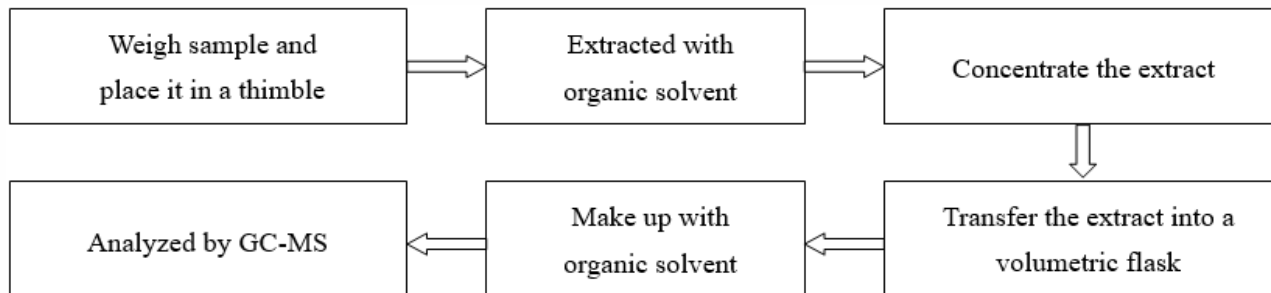 Weigh sample and
place it in a thimble
Extracted with
organic solvent
Concentrate the extract
Transfer the extract into a
volumetric flask
Make up with
organic solvent
Analyzed by GC-MS